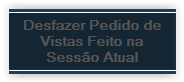 Desfazer Pedido de
Vistas Feito na
Sessão Atual